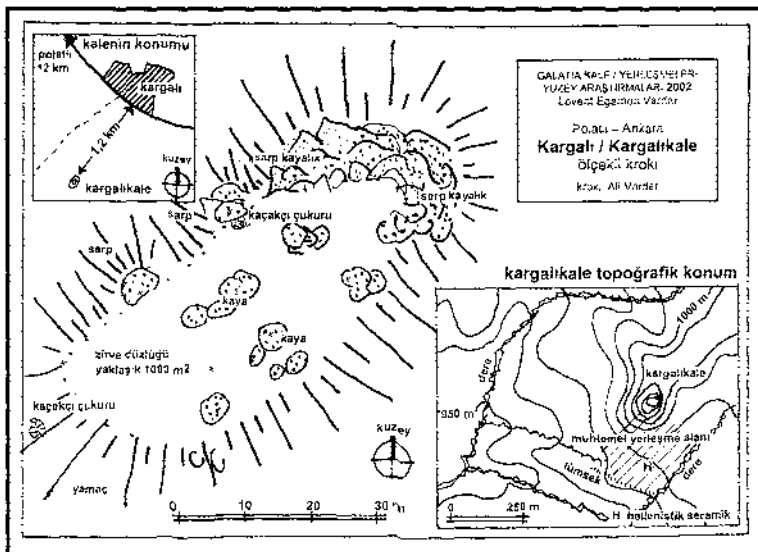 kalenin konumu
polatlı
12 km
kargalı
1,2 km
kuzey
kargalıkale
GALATIA KALE / YERLEŞMELERİ
YÜZEY ARAŞTIRMALARI 2002
Levent Egemen Vardar
Polatlı – Ankara
Kargalı / Kargalıkale
ölçekli kroki
kroki, Ali Vardar
sarp kayalık
sarp kayalık
sarp
kaçakçı çukuru
sarp
kaya
kaya
zirve düzlüğü
yaklaşık 1000 m²
kaçakçı çukuru
yamaç
kuzey
0 10 20 30 m
kargalıkale topoğrafik konum
1000 m
kargalıkale
dere
950 m
muhtemel yerleşme alanı
H
tümsek
dere
0 250 m
H hellenistik seramik